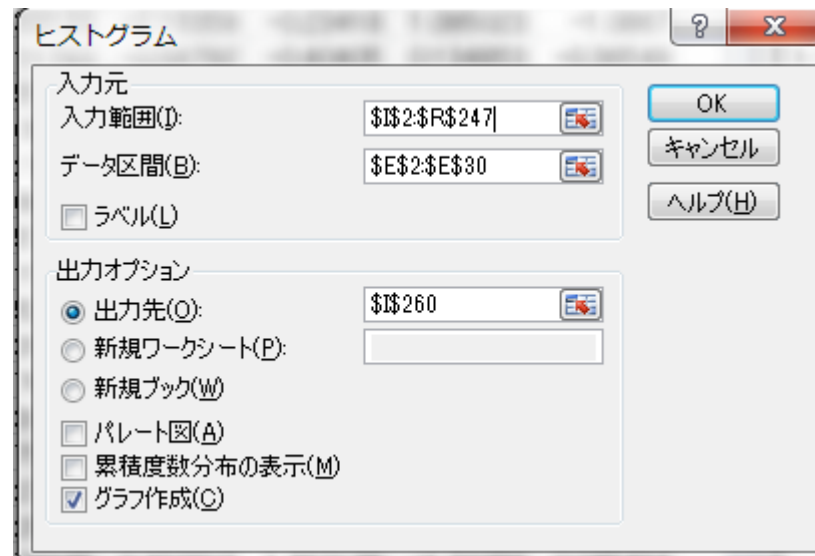 ヒストグラム
入力元
入力範囲(I): $I$2:$R$247
データ区間(B): $E$2:$E$30
ラベル(L)
出力オプション
出力先(O): $I$260
新規ワークシート(P):
新規ブック(W)
パレート図(A)
累積度数分布の表示(M)
グラフ作成(C)
OK
キャンセル
ヘルプ(H)